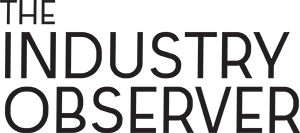 THE
INDUSTRY
OBSERVER